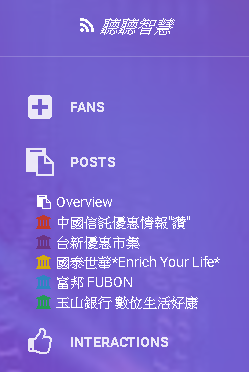 聽聽智慧
FANS
POSTS
Overview
中國信託優惠情報"讚"
台新優惠市集
國泰世華*Enrich Your Life*
富邦 FUBON
玉山銀行 數位生活好康
INTERACTIONS